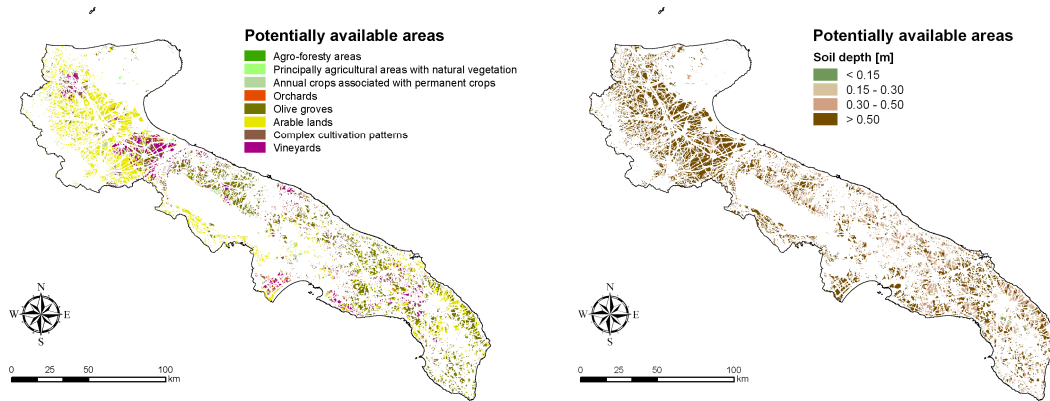 Potentially available areas
Agro-foresty areas
Principally agricultural areas with natural vegetation
Annual crops associated with permanent crops
Orchards
Olive groves
Arable lands
Complex cultivation patterns
Vineyards
N
W E
S
0 50 100
km
Potentially available areas
Soil depth [m]
< 0.15
0.15 - 0.30
0.30 - 0.50
> 0.50
N
W E
S
0 25 50 100
km